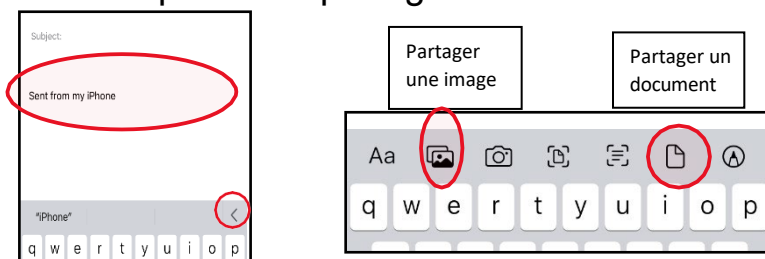 Subject:
Sent from my iPhone
"iPhone"
q w e r t y u i o p
Partager
une image
Partager un
document
Aa
q w e r t y u i o p